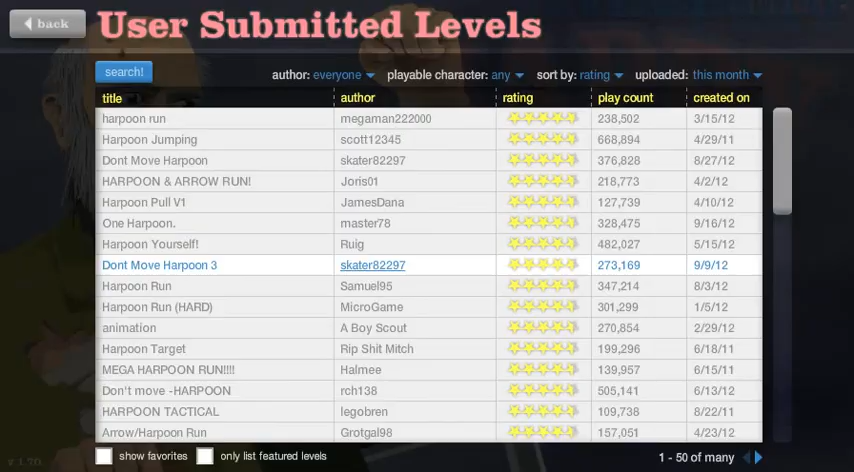 back
User Submitted Levels
search!
author: everyone playable character: any sort by: rating uploaded: this month
title author rating play count created on
harpoon run megaman222000 238,502 3/15/12
Harpoon Jumping scott12345 668,894 4/29/11
Dont Move Harpoon skater82297 376,828 8/27/12
HARPOON & ARROW RUN! Joris01 218,773 4/2/12
Harpoon Pull V1 JamesDana 127,739 4/10/12
One Harpoon. master78 328,475 9/16/12
Harpoon Yourself! Ruig 482,027 5/15/12
Dont Move Harpoon 3 skater82297 273,169 9/9/12
Harpoon Run Samuel95 347,214 8/3/12
Harpoon Run (HARD) MicroGame 301,299 1/5/12
animation A Boy Scout 270,854 2/29/12
Harpoon Target Rip Shit Mitch 199,296 6/18/11
MEGA HARPOON RUN!!!! Halmee 139,957 6/15/11
Don't move -HARPOON rch138 505,141 6/13/12
HARPOON TACTICAL legobren 109,738 8/22/11
Arrow/Harpoon Run Grotgal98 157,051 4/23/12
show favorites only list featured levels 1 - 50 of many
v 1.70